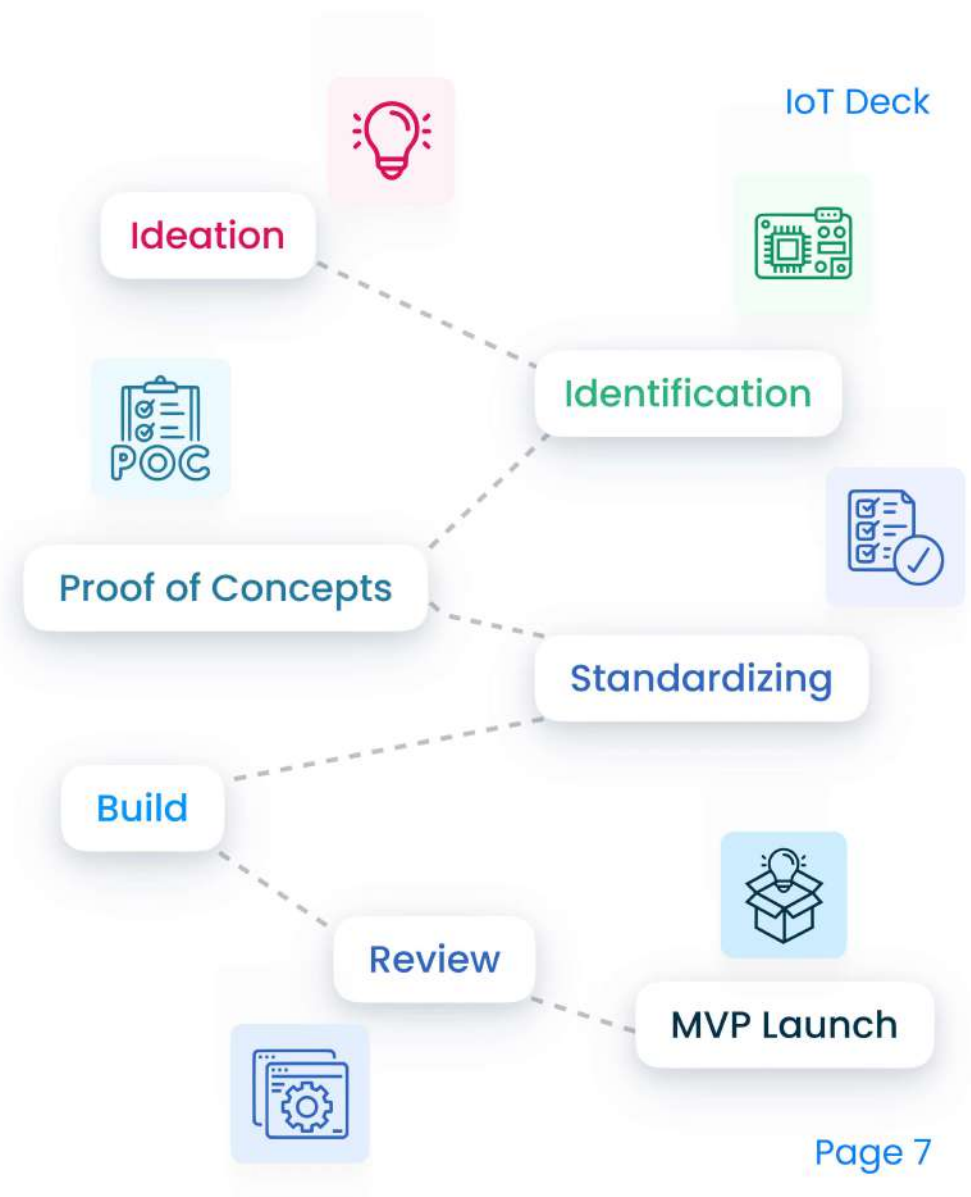 IoT Deck
Ideation
Identification
POC
Proof of Concepts
Standardizing
Build
Review
MVP Launch
Page 7